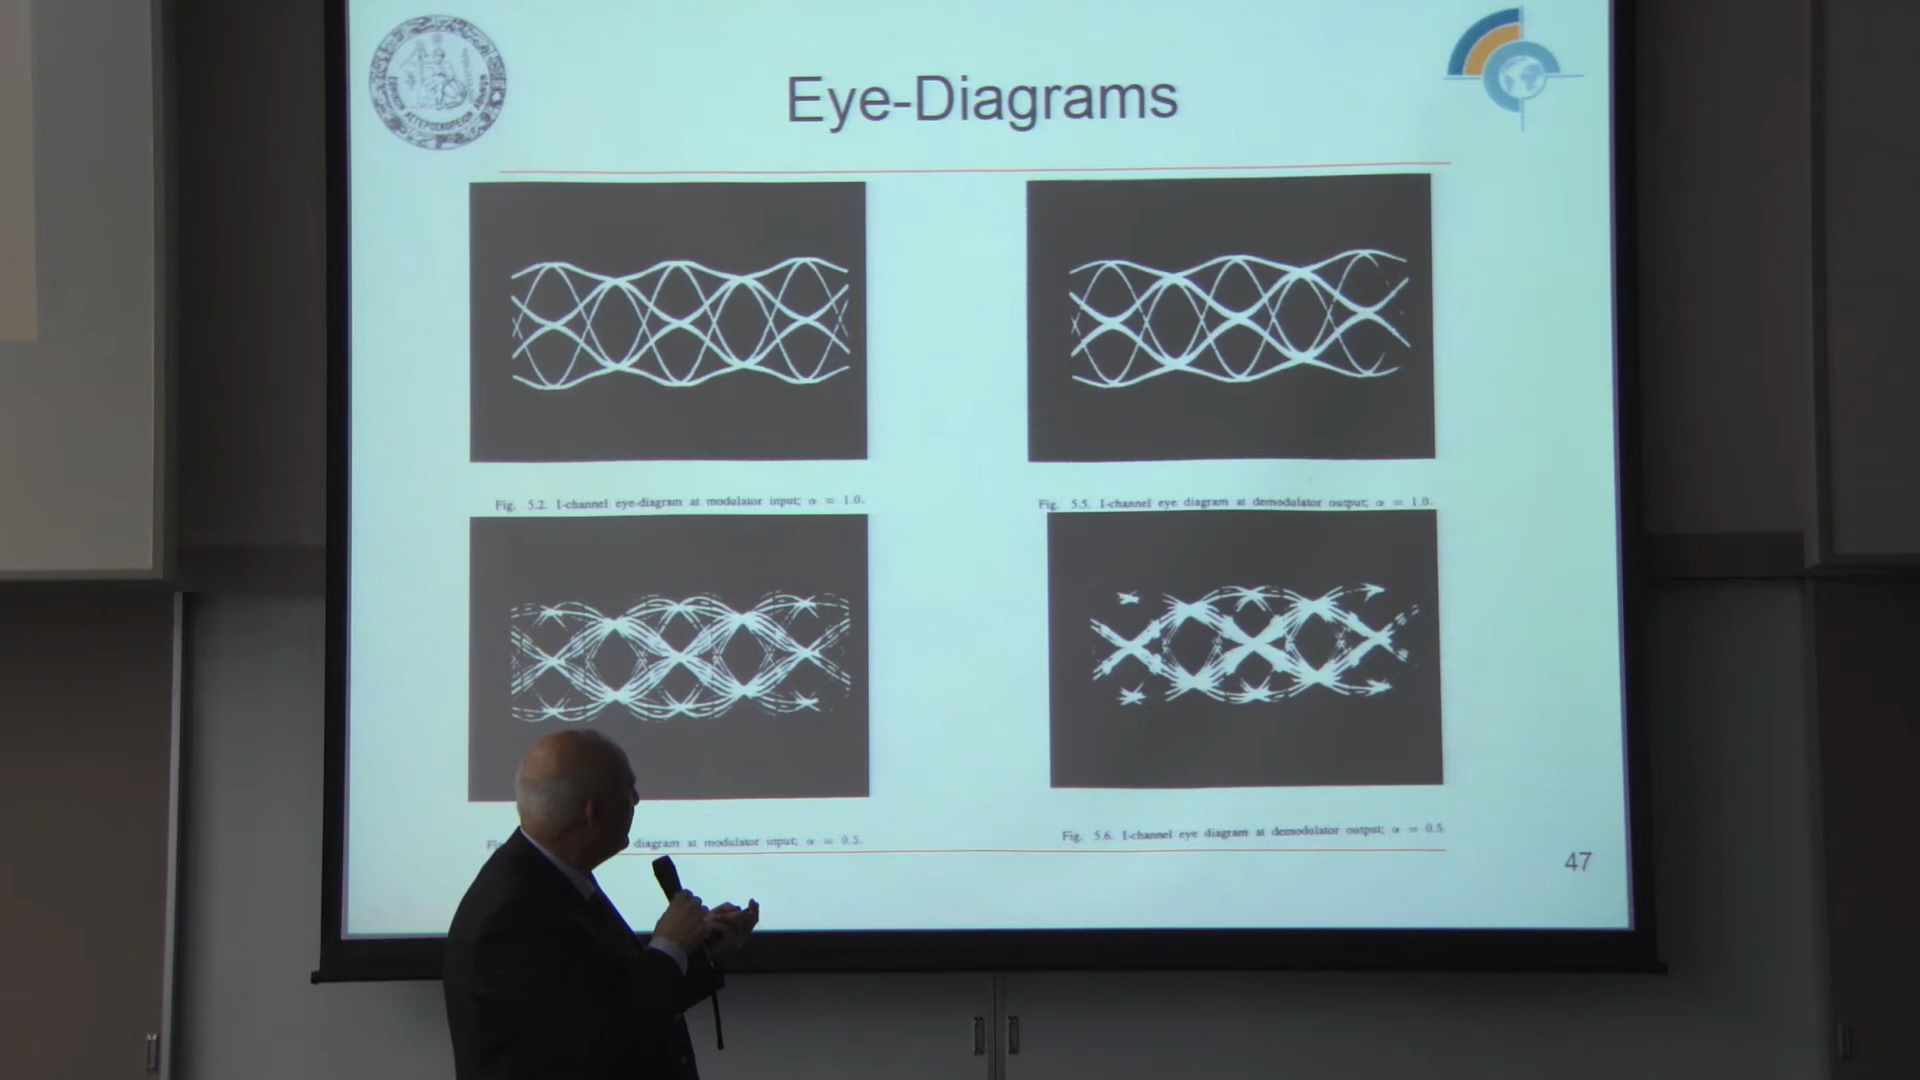 Eye-Diagrams
ΑΣΤΕΡΟΣΚΟΠΕΙΟΝ
Fig. 5.2. I-channel eye-diagram at modulator input; α = 1.0.
Fig. 5.5. I-channel eye diagram at demodulator output; α = 1.0.
diagram at modulator input; α = 0.5.
Fig. 5.6. I-channel eye diagram at demodulator output; α = 0.5
47